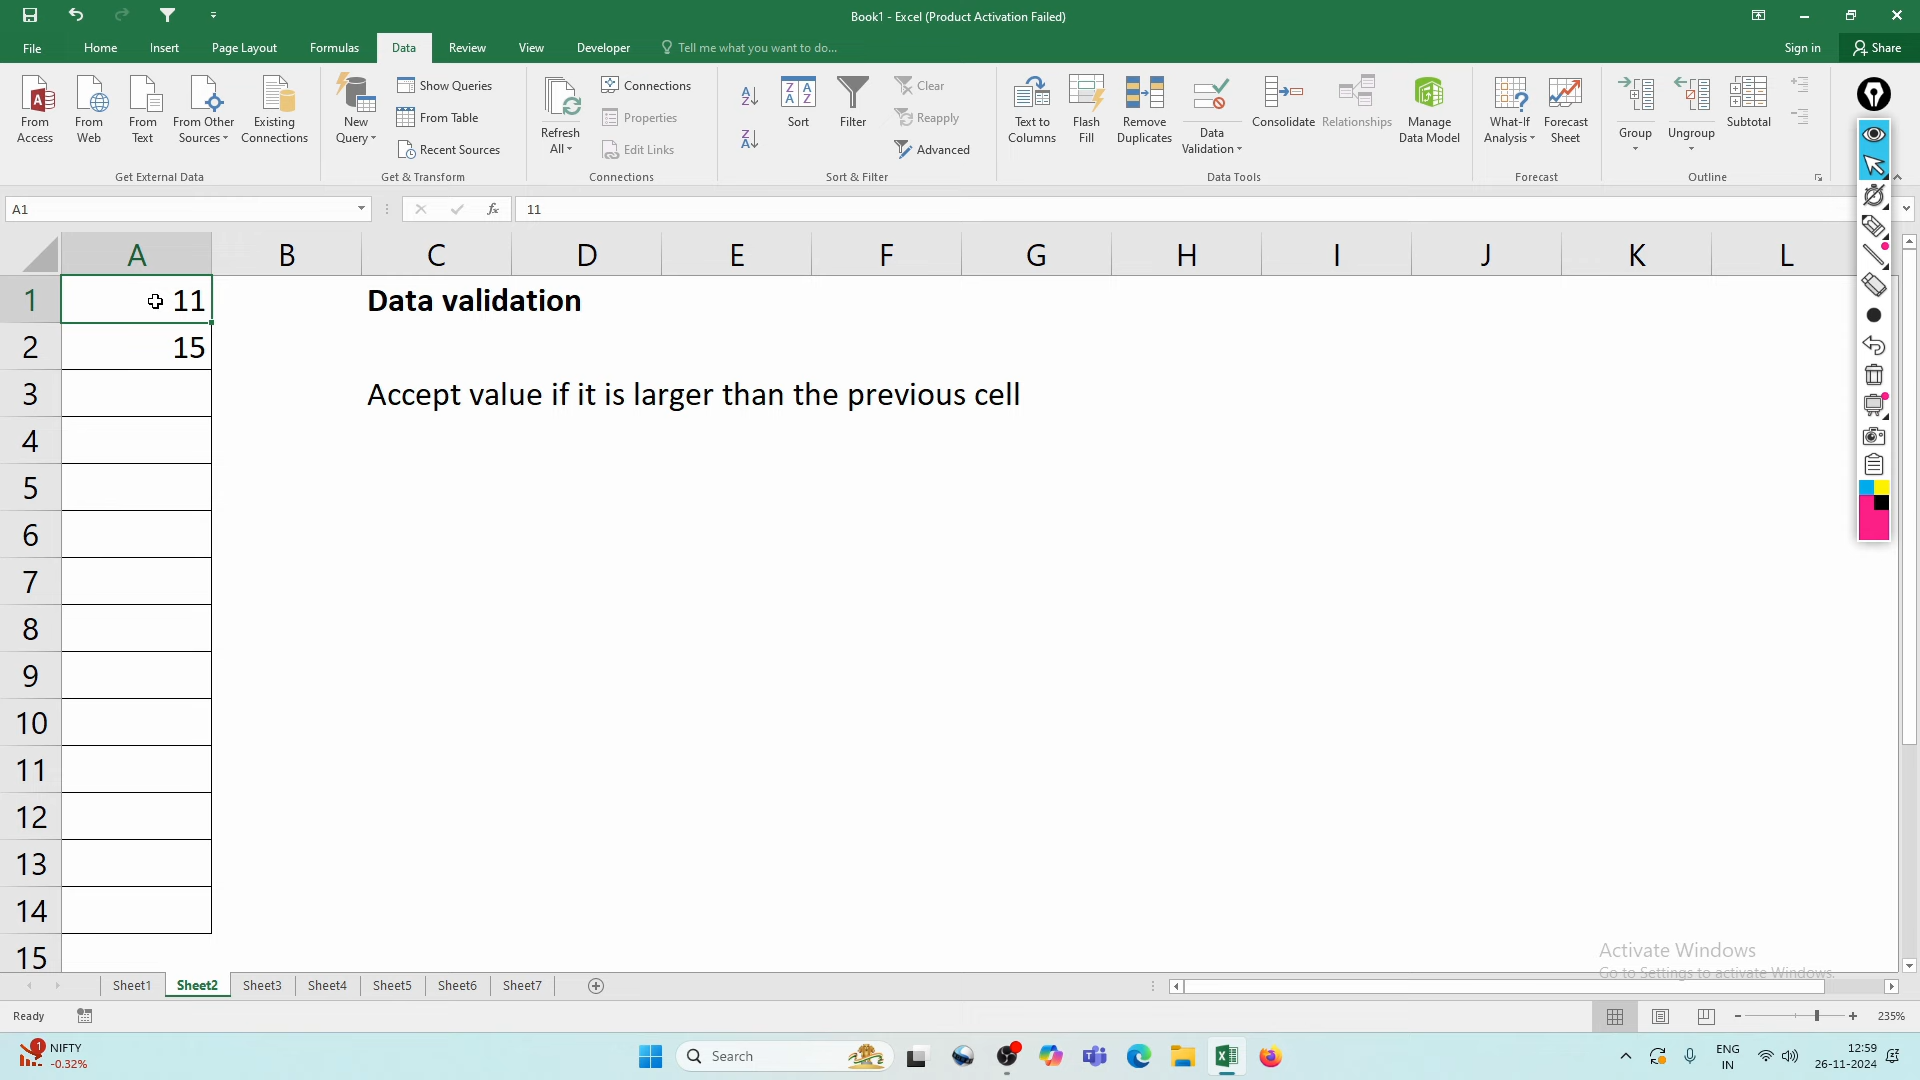 Book1 - Excel (Product Activation Failed)
File Home Insert Page Layout Formulas Data Review View Developer Tell me what you want to do... Sign in Share
From Access
From Web
From Text
From Other Sources
Existing Connections
Get External Data
New Query
Show Queries
From Table
Recent Sources
Get & Transform
Refresh All
Connections
Properties
Edit Links
Connections
Sort
Filter
Clear
Reapply
Advanced
Sort & Filter
Text to Columns
Flash Fill
Remove Duplicates
Data Validation
Consolidate
Relationships
Manage Data Model
Data Tools
What-If Analysis
Forecast Sheet
Forecast
Group
Ungroup
Subtotal
Outline
A1 fx 11
A B C D E F G H I J K L
1 11 Data validation
2 15
3 Accept value if it is larger than the previous cell
4
5
6
7
8
9
10
11
12
13
14
15
Activate Windows
Go to Settings to activate Windows.
Sheet1 Sheet2 Sheet3 Sheet4 Sheet5 Sheet6 Sheet7
Ready 235%
1 NIFTY
-0.32%
Search
ENG
IN
12:59
26-11-2024